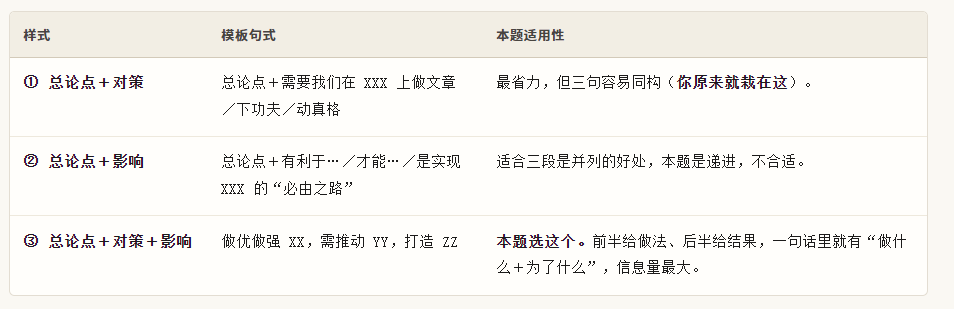 样式 模板句式 本题适用性
① 总论点＋对策 总论点＋需要我们在 XXX 上做文章 最省力，但三句容易同构（你原来就栽在这）。
／下功夫／动真格
② 总论点＋影响 总论点＋有利于…／才能…／是实现 适合三段是并列的好处，本题是递进，不合适。
XXX 的“必由之路”
③ 总论点＋对策＋影响 做优做强 XX，需推动 YY，打造 ZZ 本题选这个。前半给做法、后半给结果，一句话里就有“做什
么＋为了什么”，信息量最大。